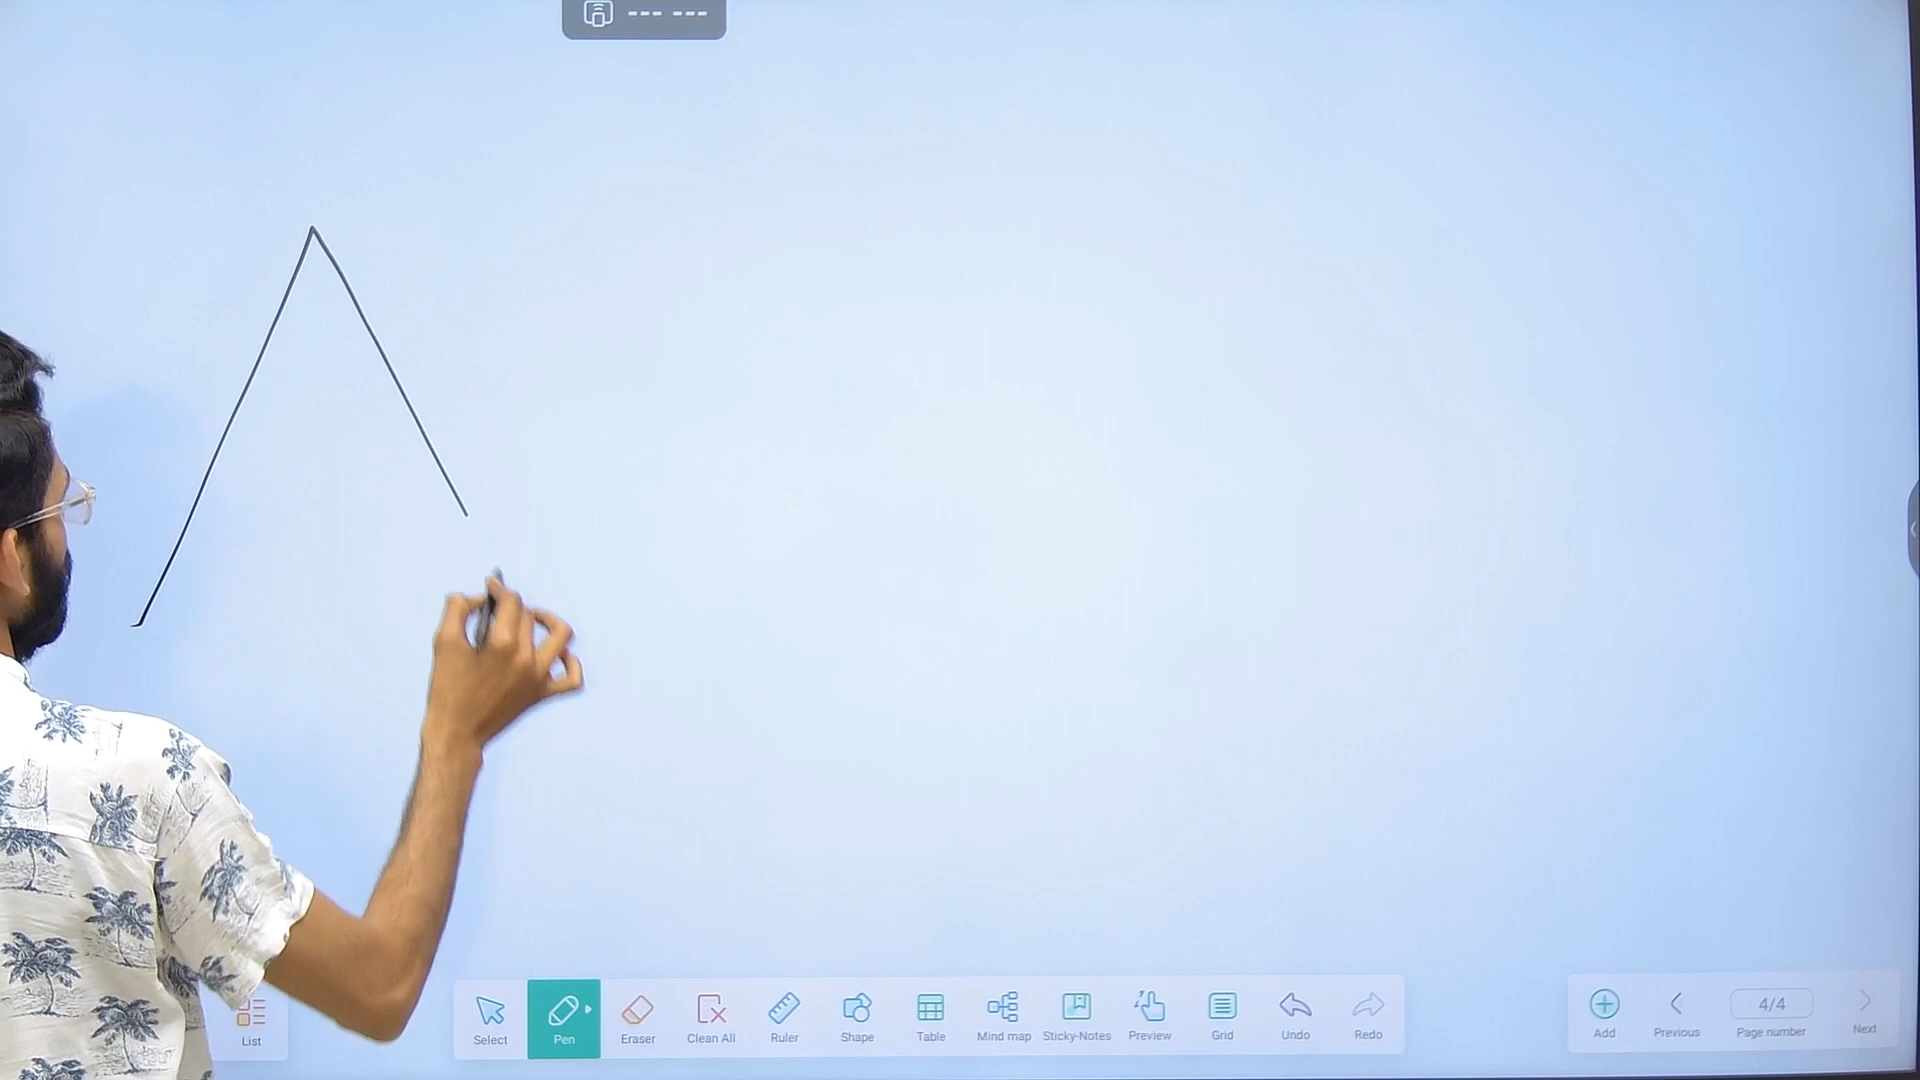 --- ---
List
Select
Pen
Eraser
Clean All
Ruler
Shape
Table
Mind map
Sticky-Notes
Preview
Grid
Undo
Redo
Add
Previous
4/4
Page number
Next